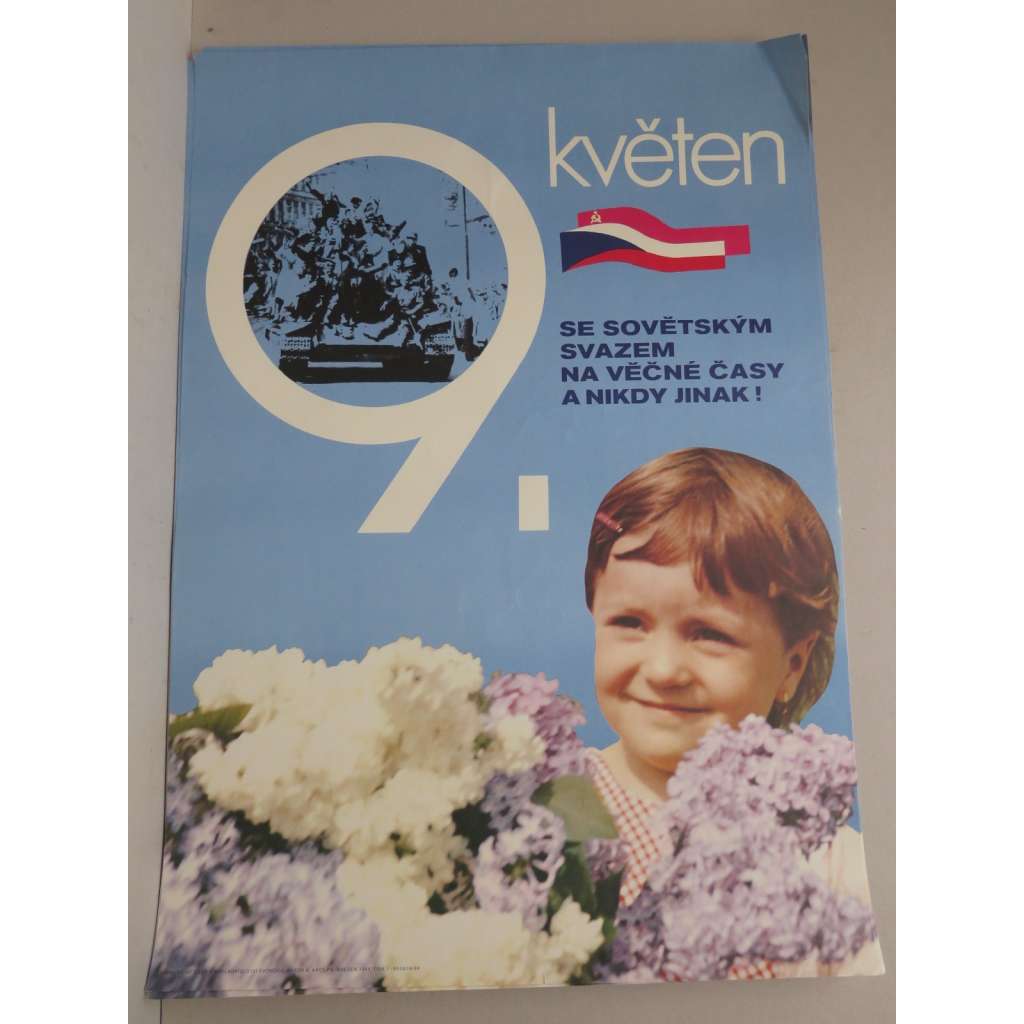 9.
květen
SE SOVĚTSKÝM
SVAZEM
NA VĚČNÉ ČASY
A NIKDY JINAK !